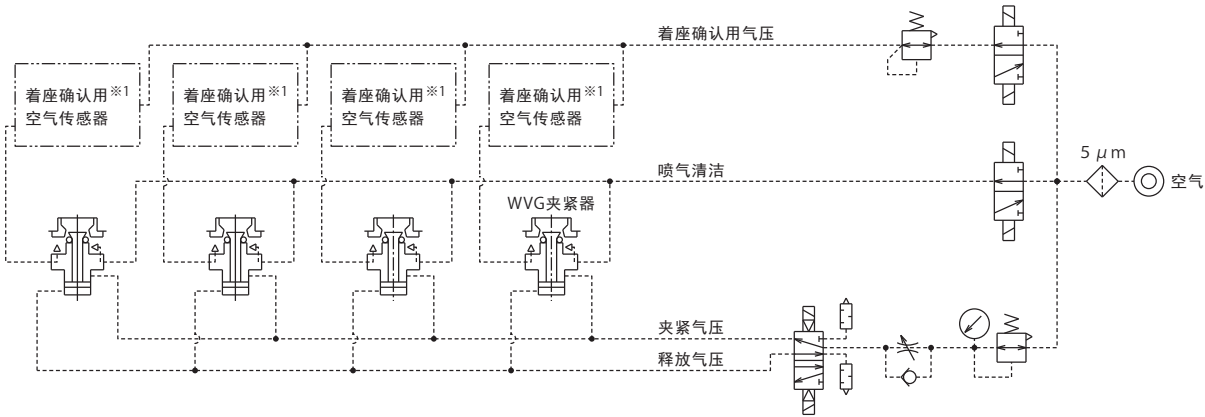 着座确认用气压
着座确认用※1
空气传感器
着座确认用※1
空气传感器
着座确认用※1
空气传感器
着座确认用※1
空气传感器
5 μm
空气
喷气清洁
WVG夹紧器
夹紧气压
释放气压